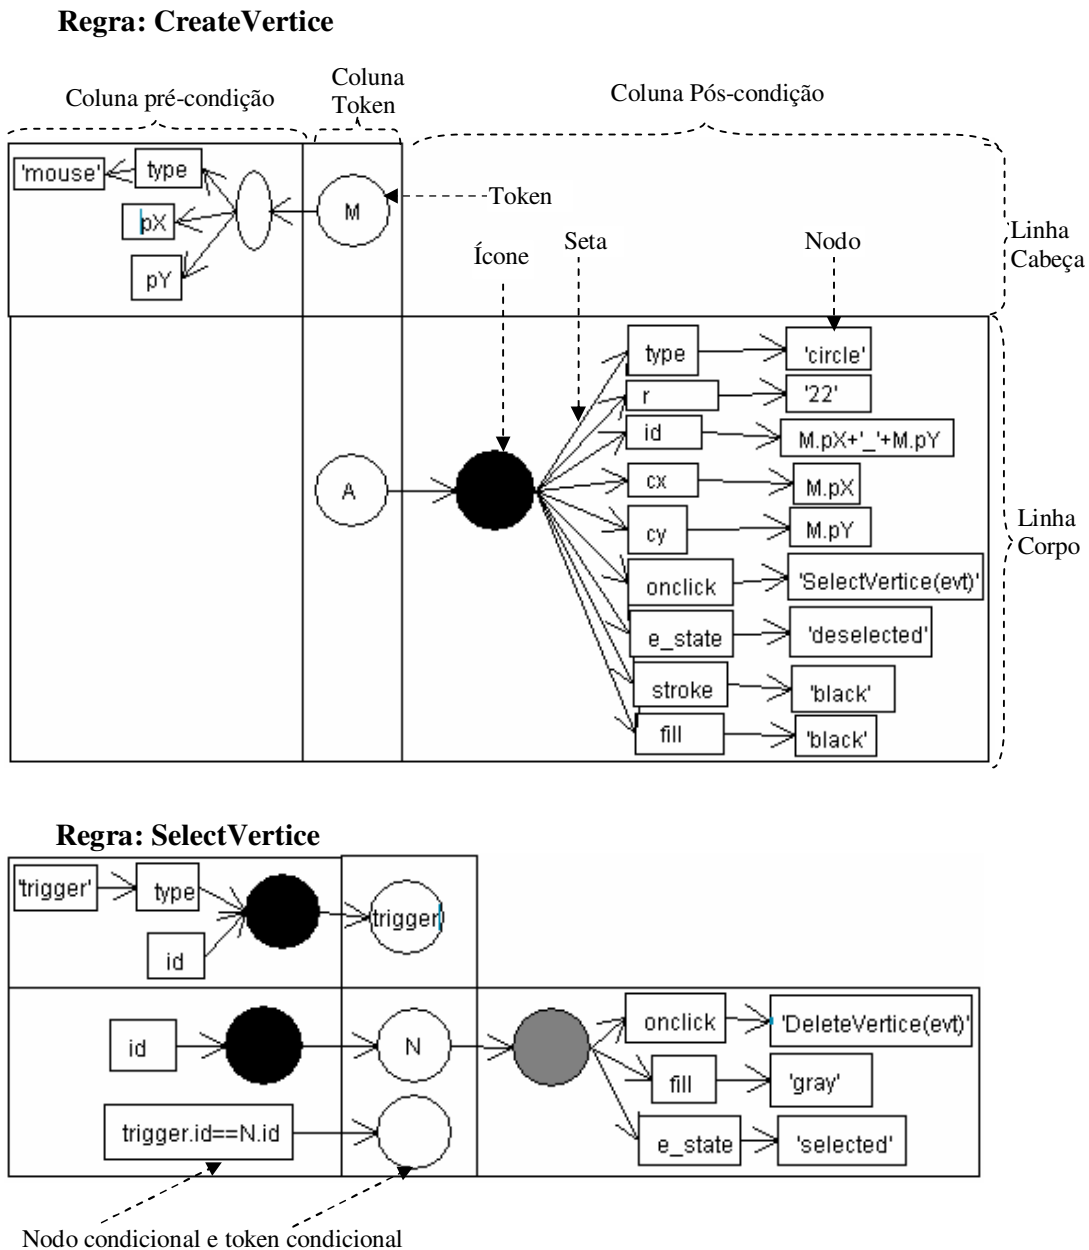 Regra: CreateVertice
Coluna pré-condição
Coluna
Token
Coluna Pós-condição
'mouse'
type
pX
pY
M
Token
Ícone
Seta
Nodo
Linha
Cabeça
A
type
'circle'
r
'22'
id
M.pX+'_'+M.pY
cx
M.pX
cy
M.pY
onclick
'SelectVertice(evt)'
e_state
'deselected'
stroke
'black'
fill
'black'
Linha
Corpo
Regra: SelectVertice
'trigger'
type
id
trigger
id
N
onclick
'DeleteVertice(evt)'
fill
'gray'
e_state
'selected'
trigger.id==N.id
Nodo condicional e token condicional